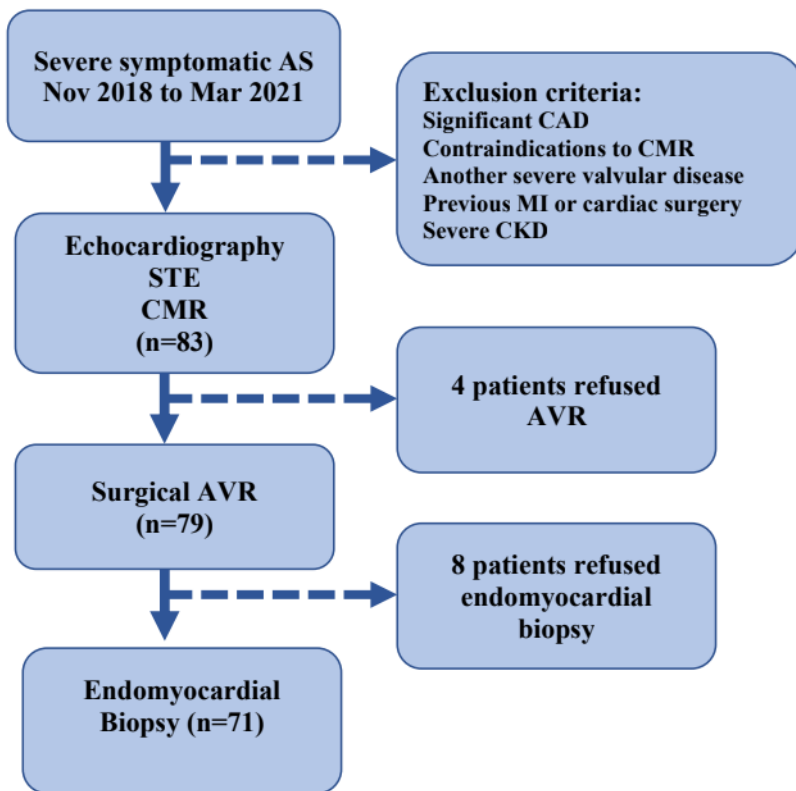 Severe symptomatic AS
Nov 2018 to Mar 2021
Exclusion criteria:
Significant CAD
Contraindications to CMR
Another severe valvular disease
Previous MI or cardiac surgery
Severe CKD
Echocardiography
STE
CMR
(n=83)
4 patients refused
AVR
Surgical AVR
(n=79)
8 patients refused
endomyocardial
biopsy
Endomyocardial
Biopsy (n=71)